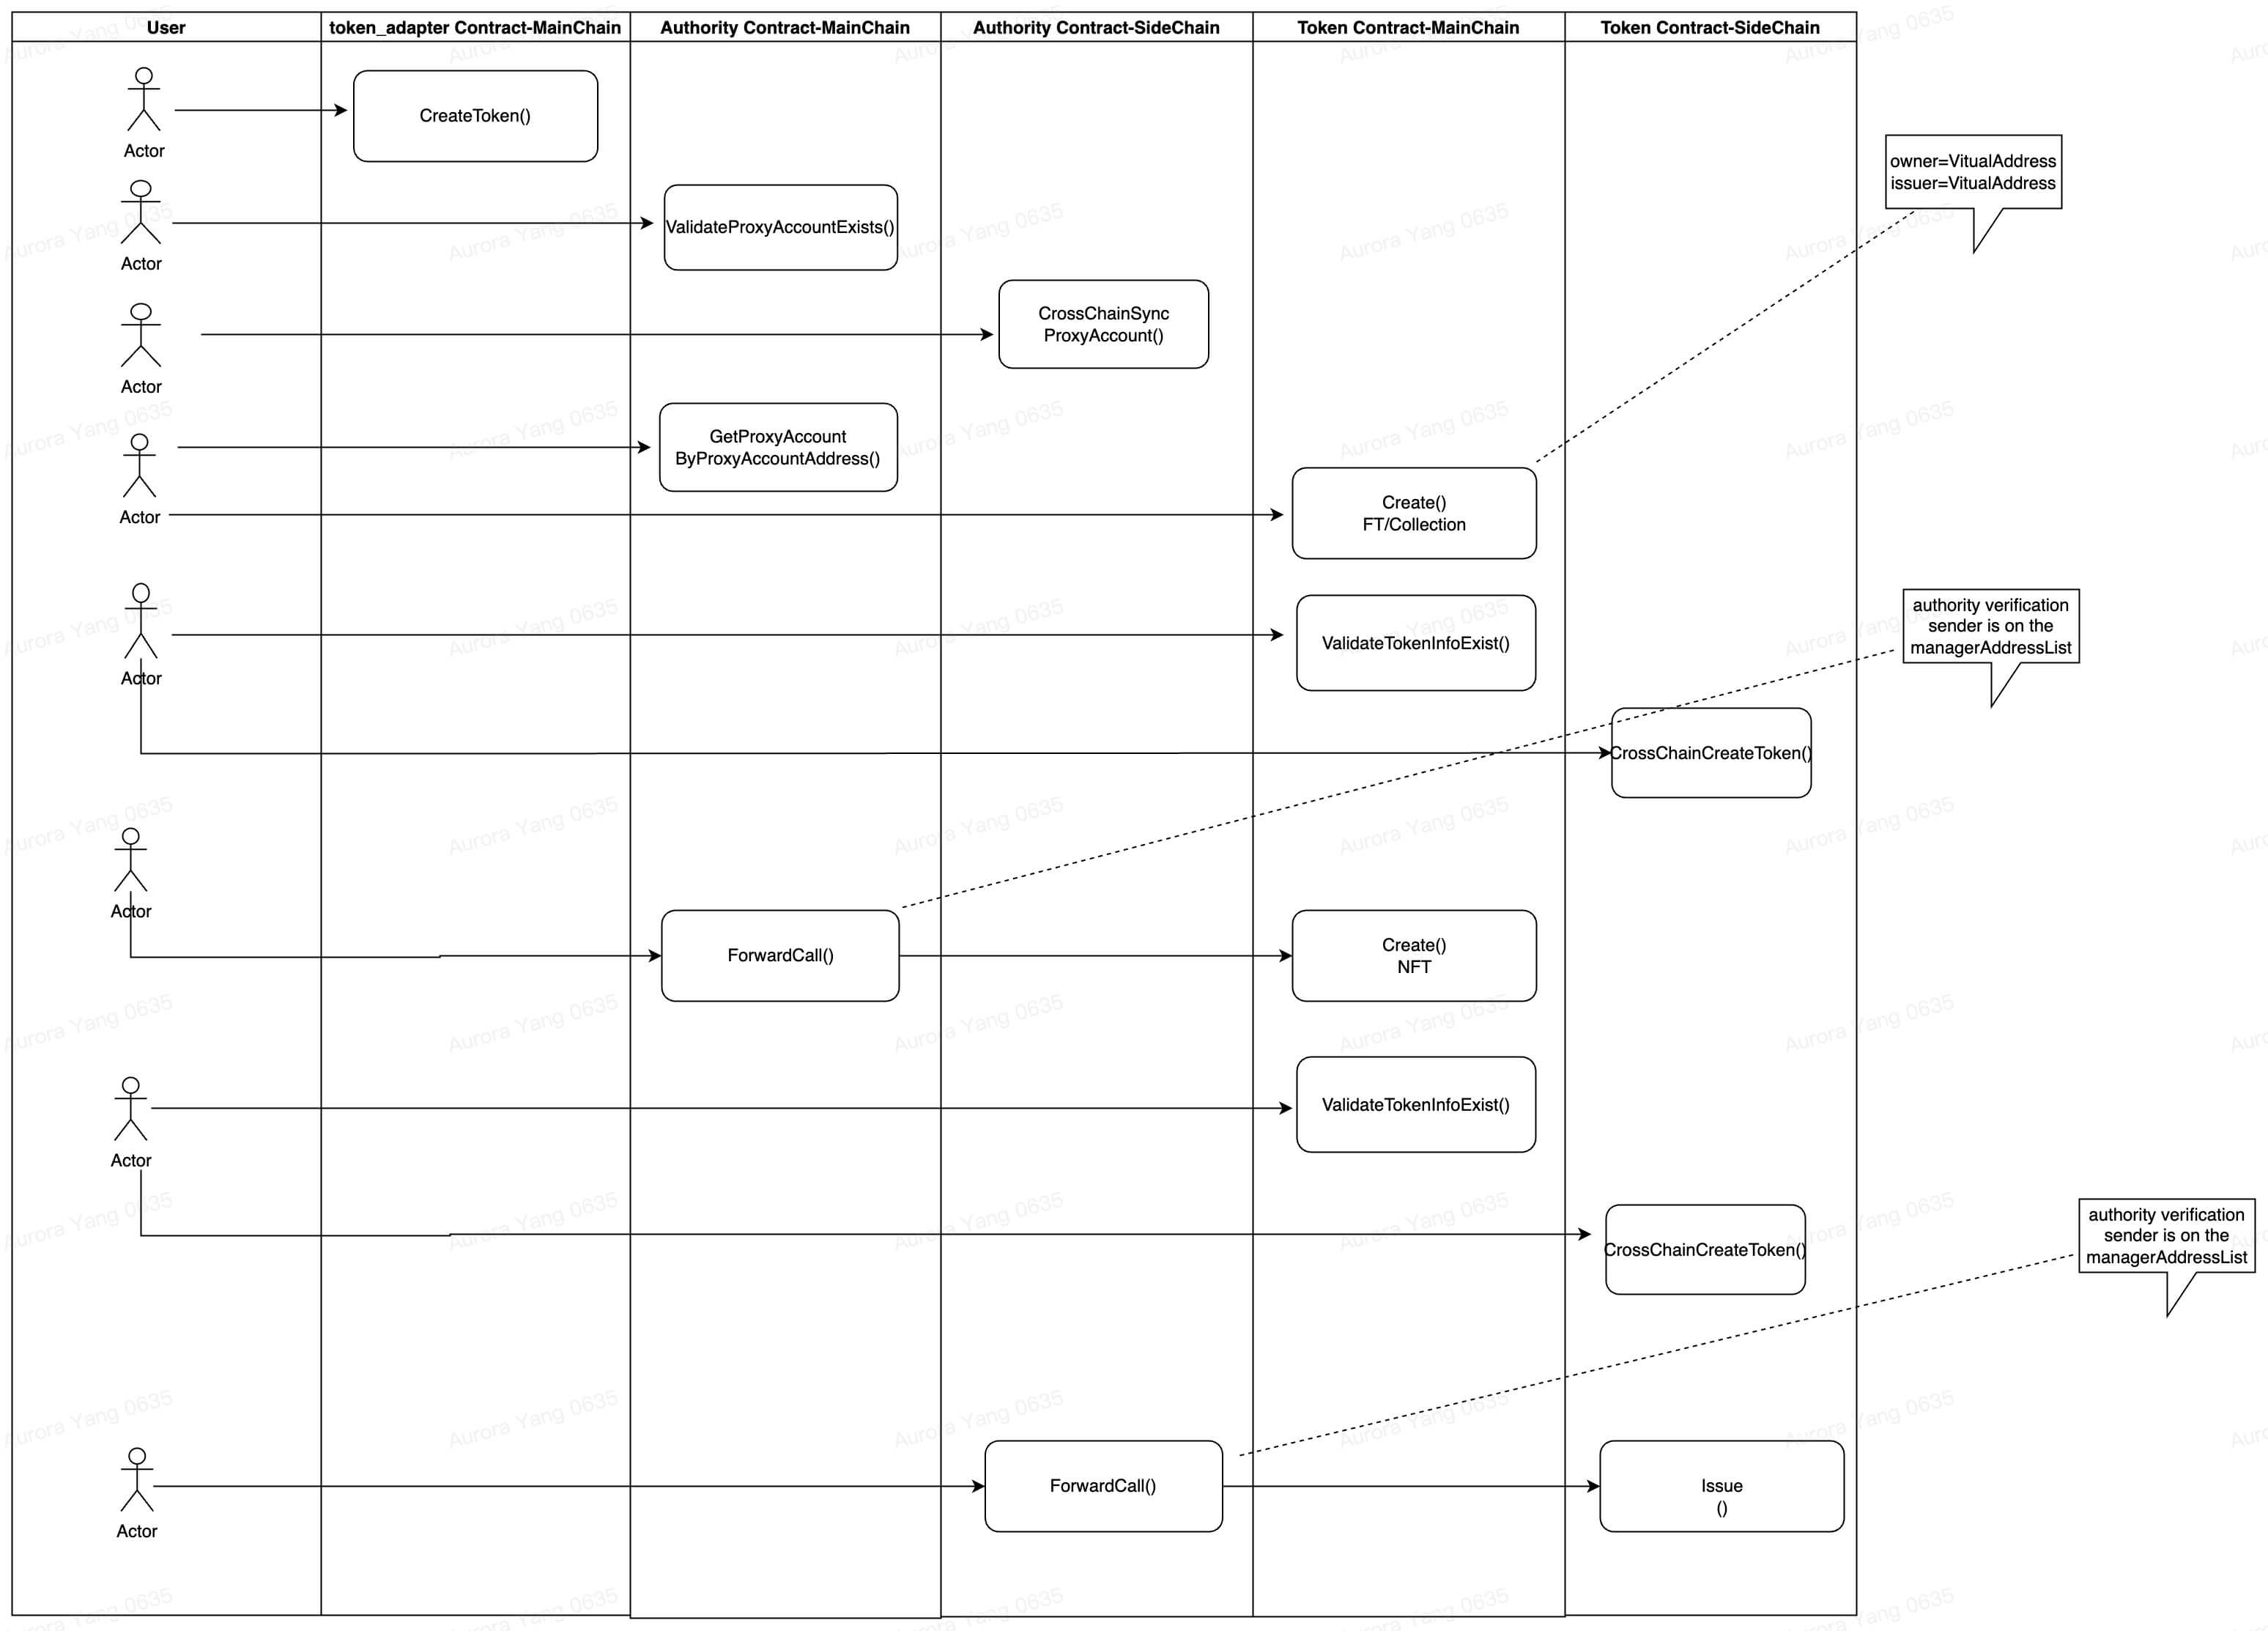 User
token_adapter Contract-MainChain
Authority Contract-MainChain
Authority Contract-SideChain
Token Contract-MainChain
Token Contract-SideChain
Actor
CreateToken()
owner=VitualAddress
issuer=VitualAddress
Actor
ValidateProxyAccountExists()
Actor
CrossChainSync
ProxyAccount()
Actor
GetProxyAccount
ByProxyAccountAddress()
Create()
FT/Collection
Actor
ValidateTokenInfoExist()
authority verification
sender is on the
managerAddressList
CrossChainCreateToken()
Actor
ForwardCall()
Create()
NFT
Actor
ValidateTokenInfoExist()
CrossChainCreateToken()
authority verification
sender is on the
managerAddressList
Actor
ForwardCall()
Issue
()
Aurora Yang 0635